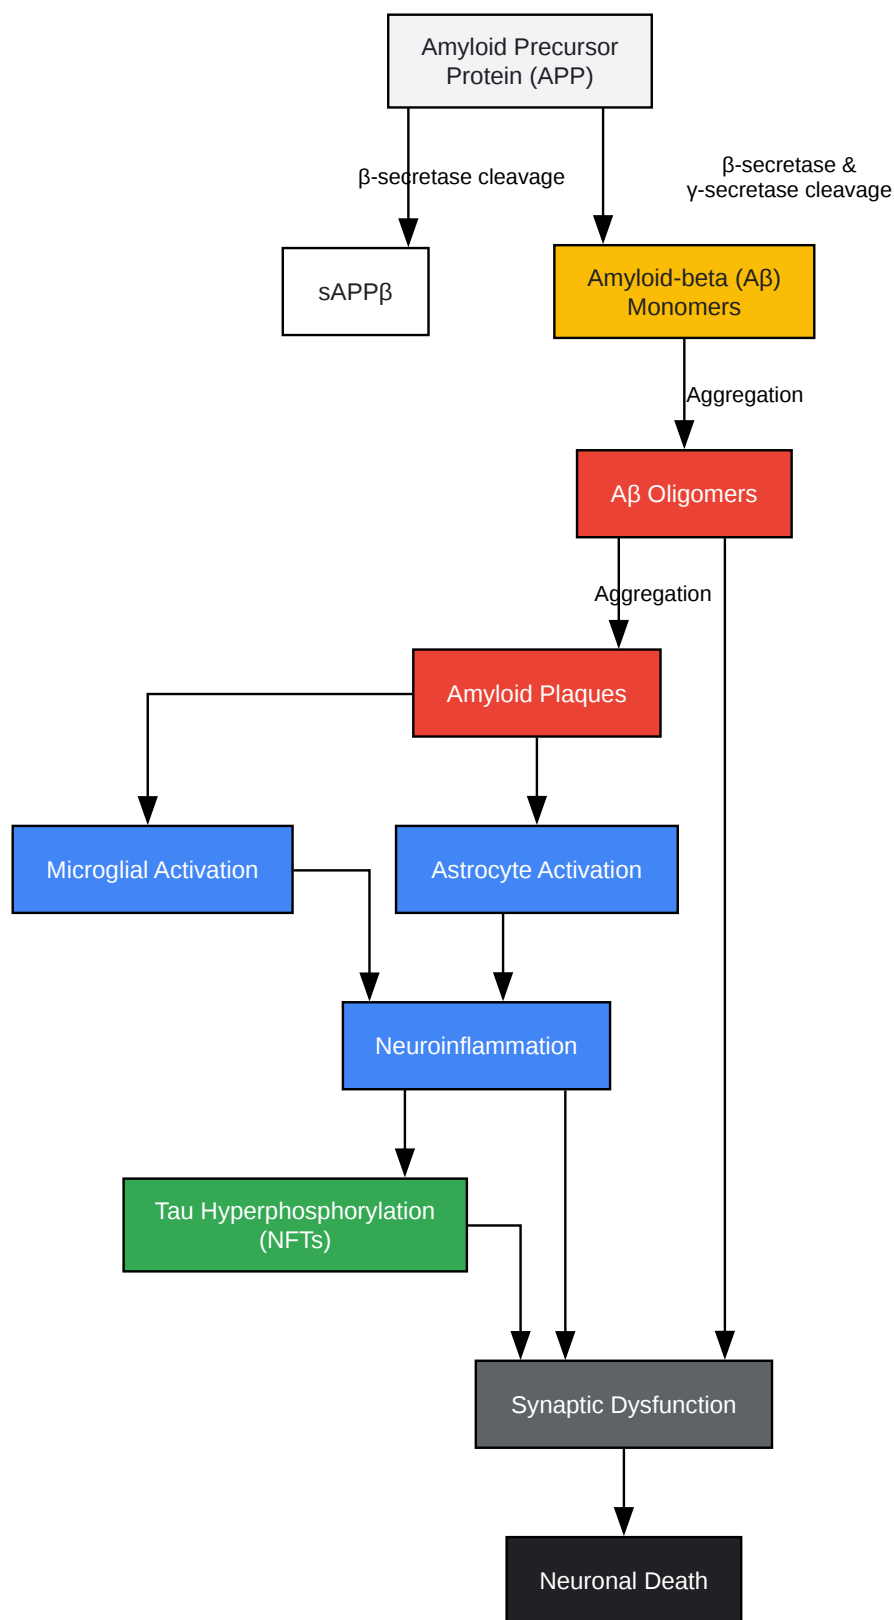 Amyloid Precursor
Protein (APP)
β-secretase cleavage
β-secretase &
γ-secretase cleavage
sAPPβ
Amyloid-beta (Aβ)
Monomers
Aggregation
Aβ Oligomers
Aggregation
Amyloid Plaques
Microglial Activation
Astrocyte Activation
Neuroinflammation
Tau Hyperphosphorylation
(NFTs)
Synaptic Dysfunction
Neuronal Death